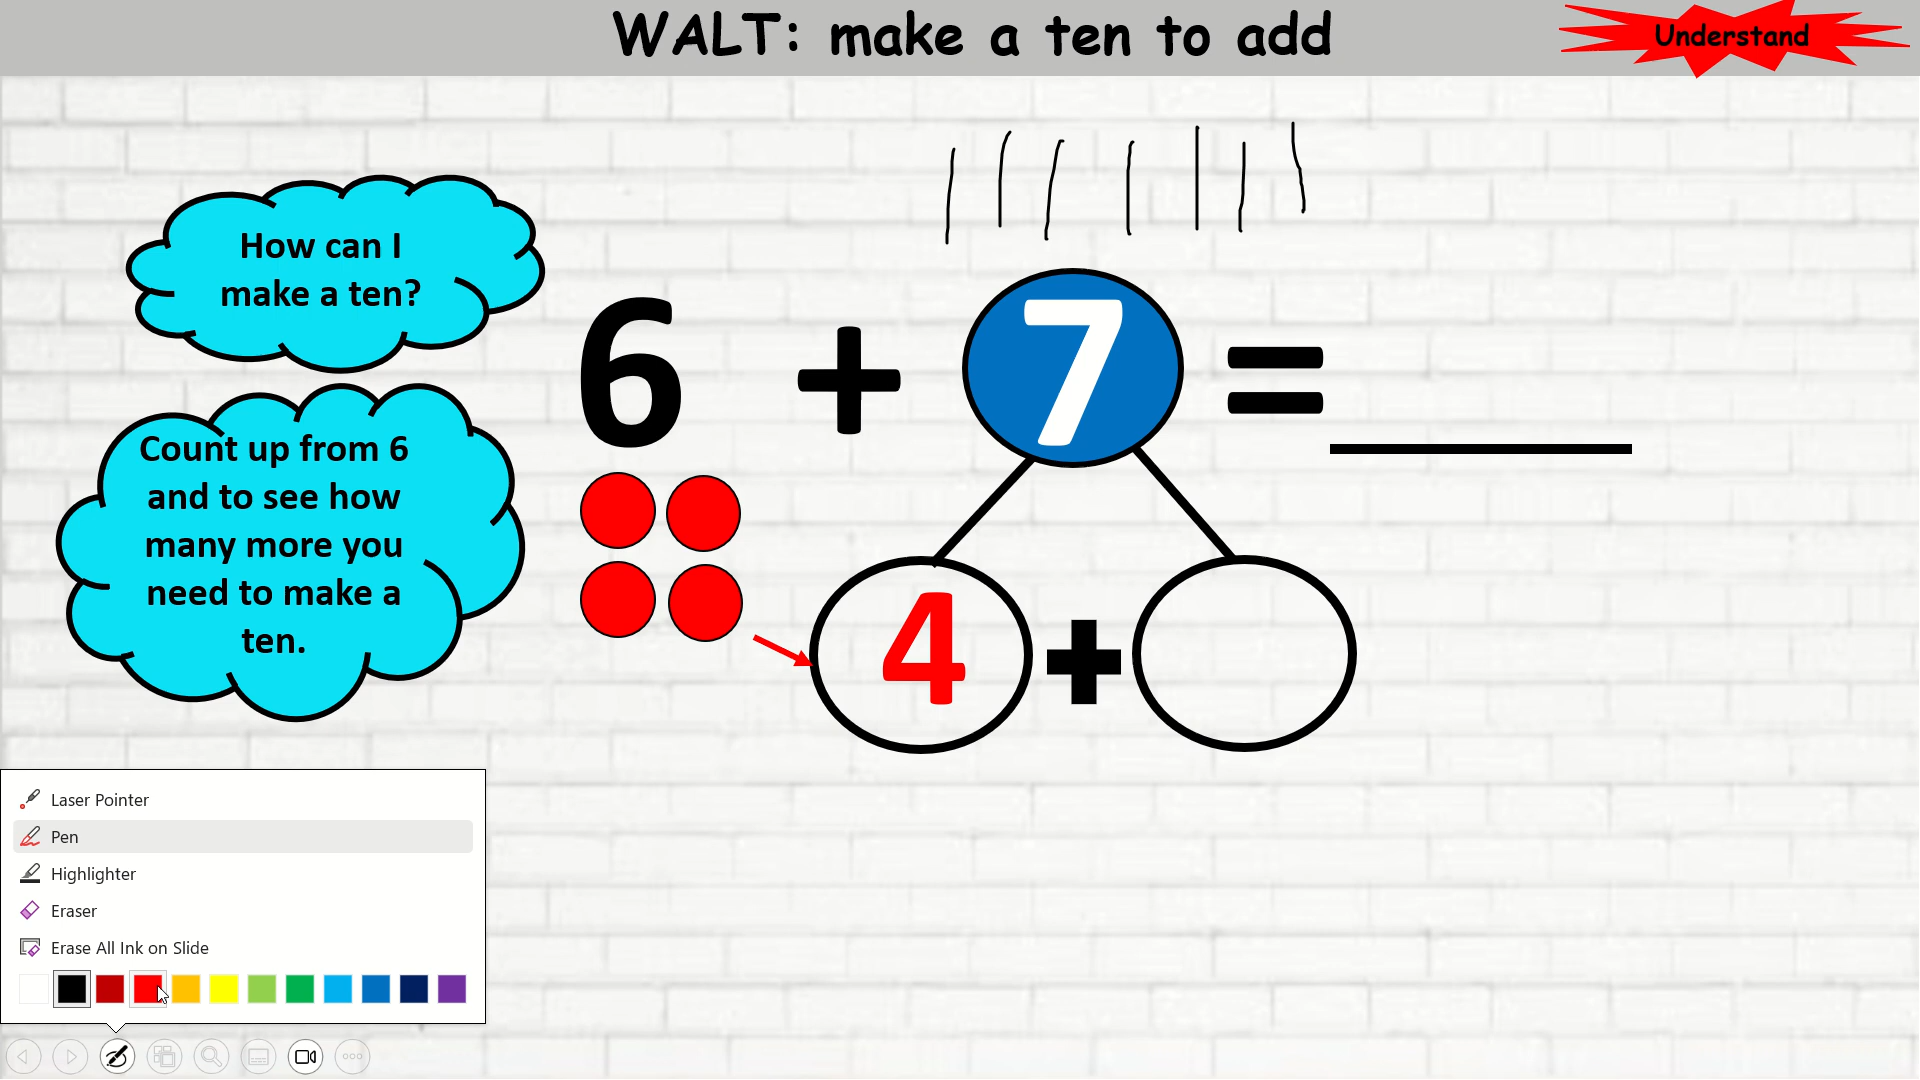 WALT: make a ten to add
Understand
How can I
make a ten?
6 + 7 =
Count up from 6
and to see how
many more you
need to make a
ten.
4 +
Laser Pointer
Pen
Highlighter
Eraser
Erase All Ink on Slide